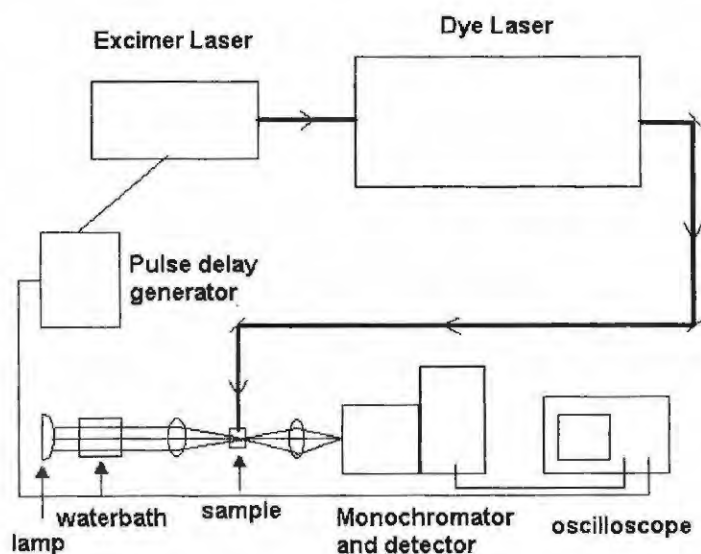 Excimer Laser
Dye Laser
Pulse delay
generator
lamp
waterbath
sample
Monochromator
and detector
oscilloscope